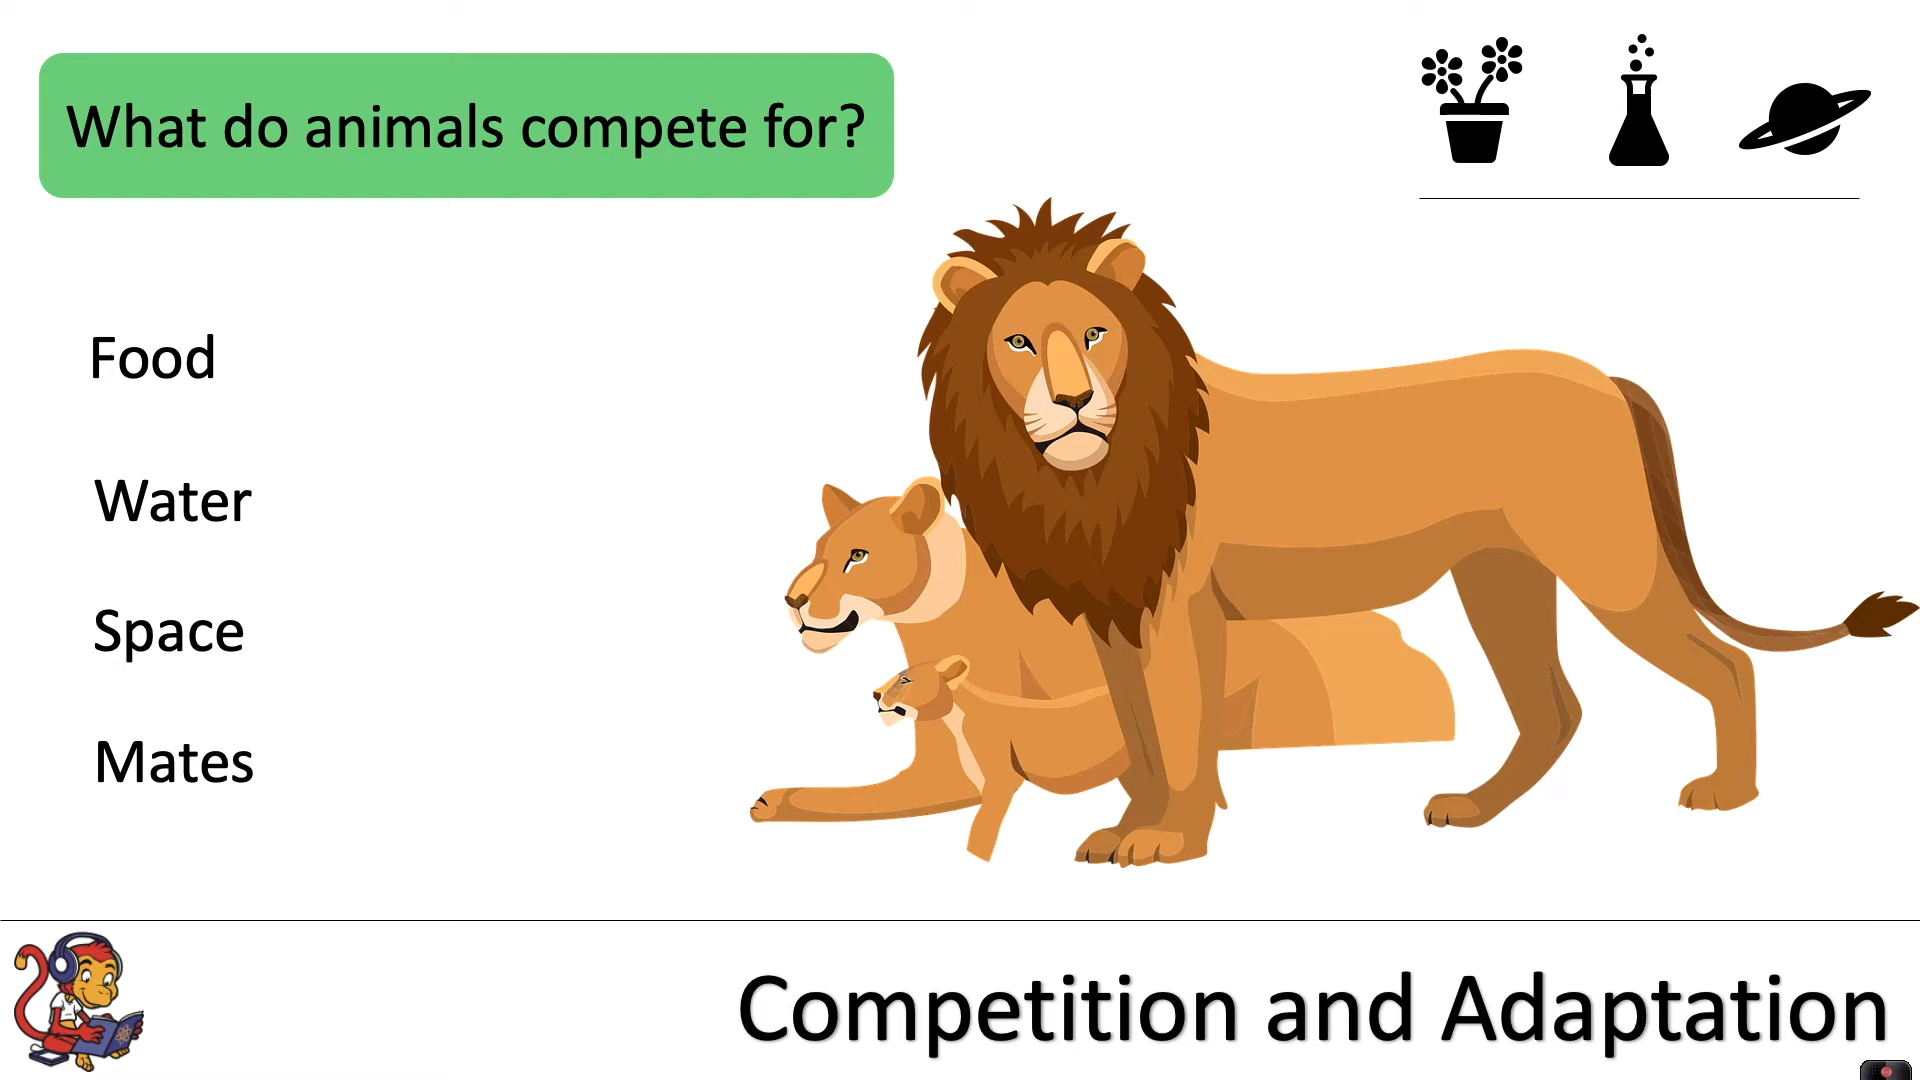 What do animals compete for?
Food
Water
Space
Mates
Competition and Adaptation